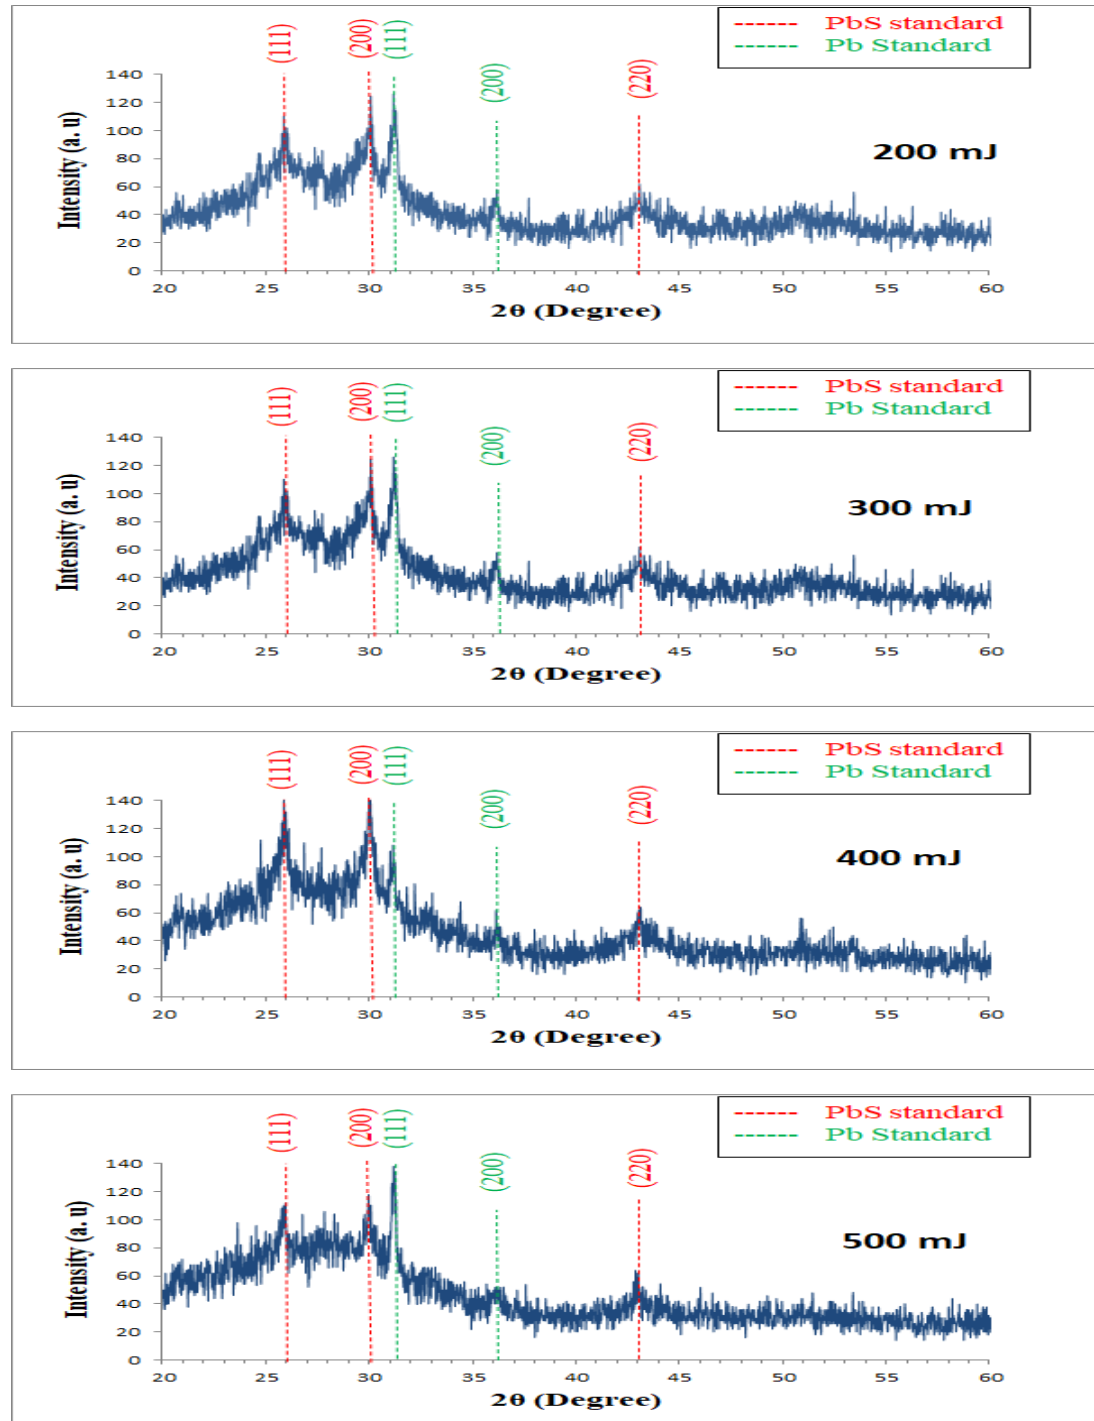 PbS standard
Pb Standard
(111)
(200)
(111)
(200)
(220)
200 mJ
Intensity (a. u)
140
120
100
80
60
40
20
0
20 25 30 35 40 45 50 55 60
2θ (Degree)
PbS standard
Pb Standard
(111)
(200)
(111)
(200)
(220)
300 mJ
Intensity (a. u)
140
120
100
80
60
40
20
0
20 25 30 35 40 45 50 55 60
2θ (Degree)
PbS standard
Pb Standard
(111)
(200)
(111)
(200)
(220)
400 mJ
Intensity (a. u)
140
120
100
80
60
40
20
0
20 25 30 35 40 45 50 55 60
2θ (Degree)
PbS standard
Pb Standard
(111)
(200)
(111)
(200)
(220)
500 mJ
Intensity (a. u)
140
120
100
80
60
40
20
0
20 25 30 35 40 45 50 55 60
2θ (Degree)